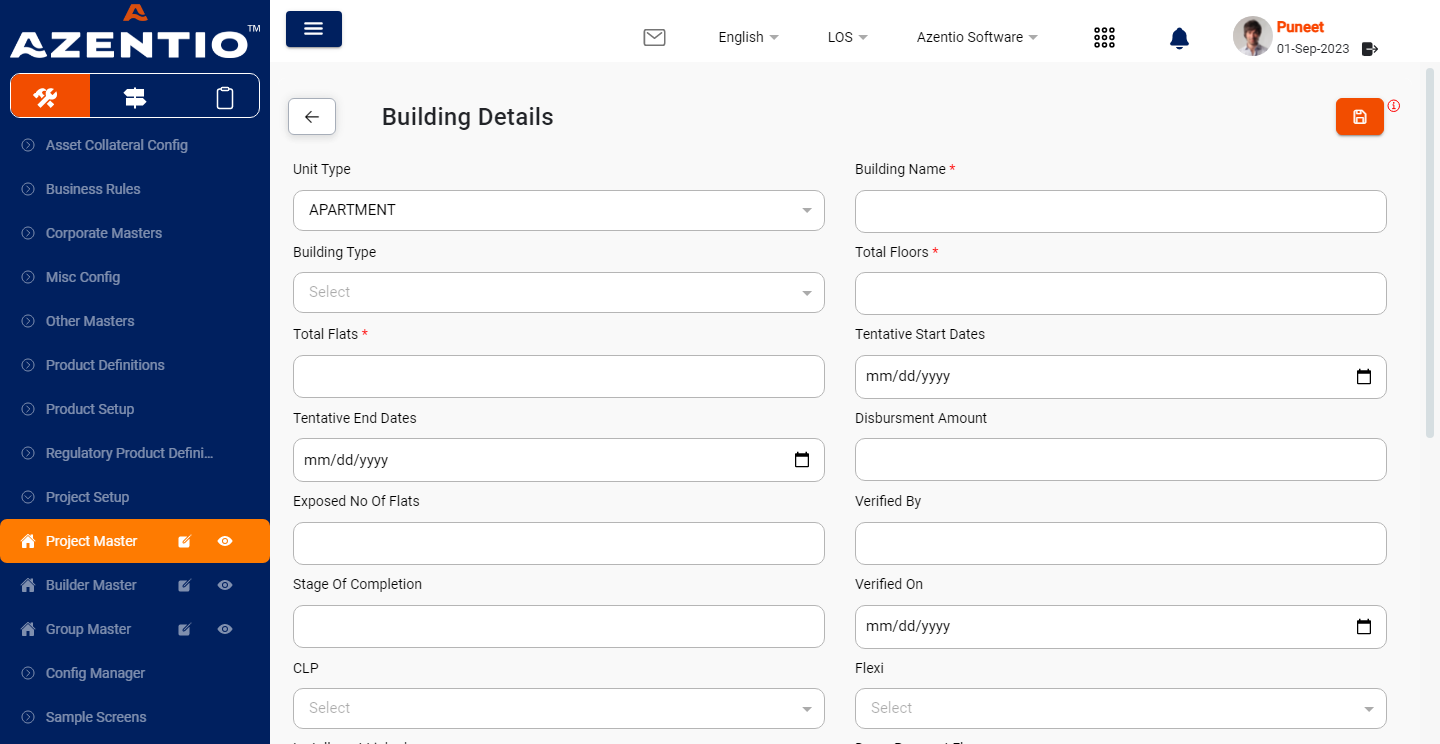 AZENTIO™
English
LOS
Azentio Software
Puneet
01-Sep-2023
Asset Collateral Config
Business Rules
Corporate Masters
Misc Config
Other Masters
Product Definitions
Product Setup
Regulatory Product Defini...
Project Setup
Project Master
Builder Master
Group Master
Config Manager
Sample Screens
Building Details
Unit Type
Building Name *
APARTMENT
Building Type
Total Floors *
Select
Total Flats *
Tentative Start Dates
mm/dd/yyyy
Tentative End Dates
Disbursment Amount
mm/dd/yyyy
Exposed No Of Flats
Verified By
Stage Of Completion
Verified On
mm/dd/yyyy
CLP
Flexi
Select
Select